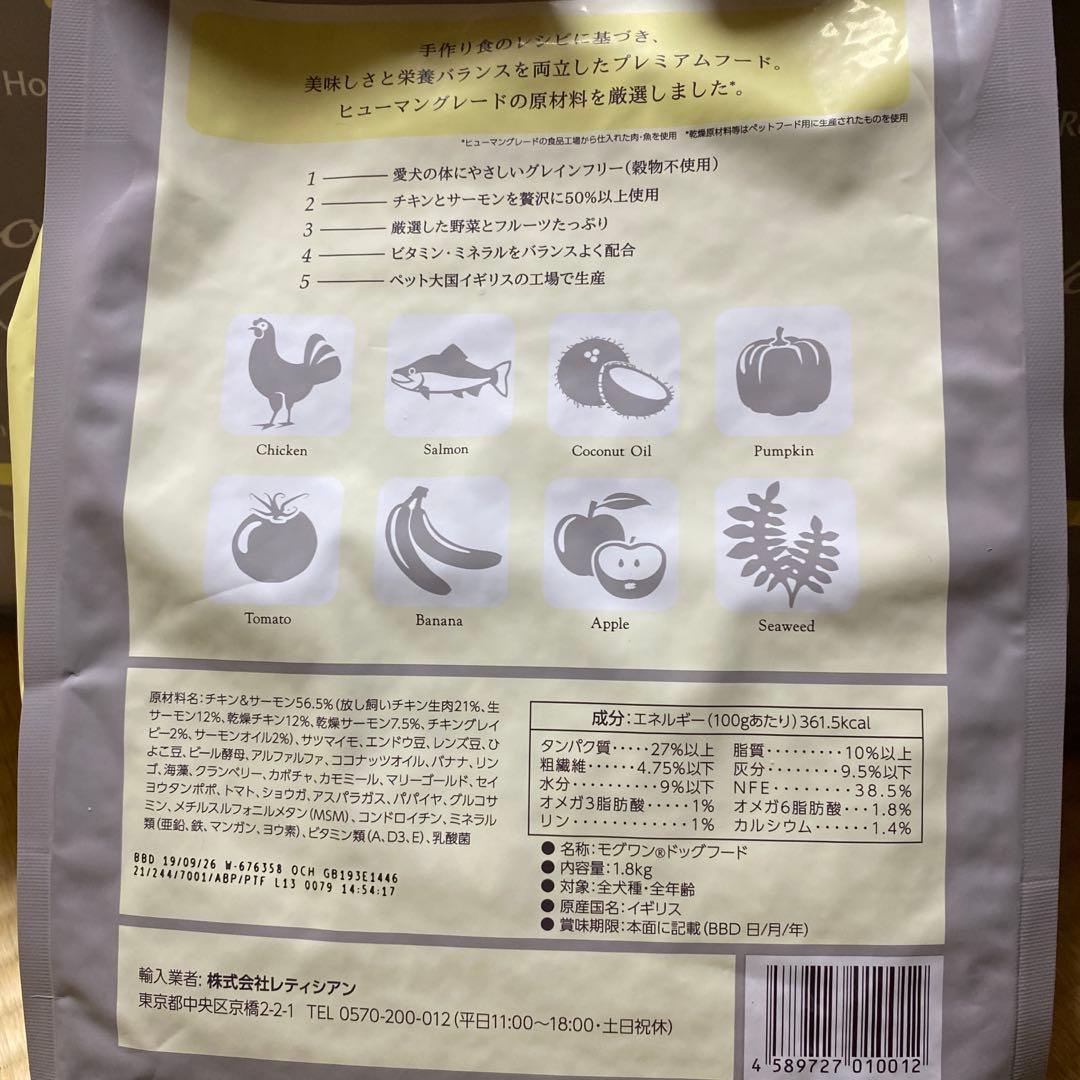 手作り食のレシピに基づき、
美味しさと栄養バランスを両立したプレミアムフード。
ヒューマングレードの原材料を厳選しました*。
*ヒューマングレードの食品工場から仕入れた肉・魚を使用 *乾燥原材料等はペットフード用に生産されたものを使用
1 愛犬の体にやさしいグレインフリー(穀物不使用)
2 チキンとサーモンを贅沢に50%以上使用
3 厳選した野菜とフルーツたっぷり
4 ビタミン・ミネラルをバランスよく配合
5 ペット大国イギリスの工場で生産
Chicken Salmon Coconut Oil Pumpkin
Tomato Banana Apple Seaweed
原材料名:チキン&サーモン56.5%(放し飼いチキン生肉21%、生
サーモン12%、乾燥チキン12%、乾燥サーモン7.5%、チキングレイ
ビー2%、サーモンオイル2%)、サツマイモ、エンドウ豆、レンズ豆、ひ
よこ豆、ビール酵母、アルファルファ、ココナッツオイル、バナナ、リン
ゴ、海藻、クランベリー、カボチャ、カモミール、マリーゴールド、セイ
ヨウタンポポ、トマト、ショウガ、アスパラガス、パパイヤ、グルコサ
ミン、メチルスルフォニルメタン(MSM)、コンドロイチン、ミネラル
類(亜鉛、鉄、マンガン、ヨウ素)、ビタミン類(A、D3、E)、乳酸菌
BBD 19/09/26 W-676358 OCH GB193E1446
21/244/7001/ABP/PTF L13 0079 14:54:17
成分:エネルギー(100gあたり)361.5kcal
タンパク質・・・・・27%以上 脂質・・・・・・・・・10%以上
粗繊維・・・・・・4.75%以下 灰分・・・・・・・・9.5%以下
水分・・・・・・・・・・9%以下 NFE・・・・・・・・・38.5%
オメガ3脂肪酸・・・・・1% オメガ6脂肪酸・・・1.8%
リン・・・・・・・・・・・・1% カルシウム・・・・・・1.4%
● 名称:モグワン®ドッグフード
● 内容量:1.8kg
● 対象:全犬種・全年齢
● 原産国名:イギリス
● 賞味期限:本面に記載(BBD 日/月/年)
輸入業者: 株式会社レティシアン
東京都中央区京橋2-2-1 TEL 0570-200-012(平日11:00〜18:00・土日祝休)
4 589727 010012